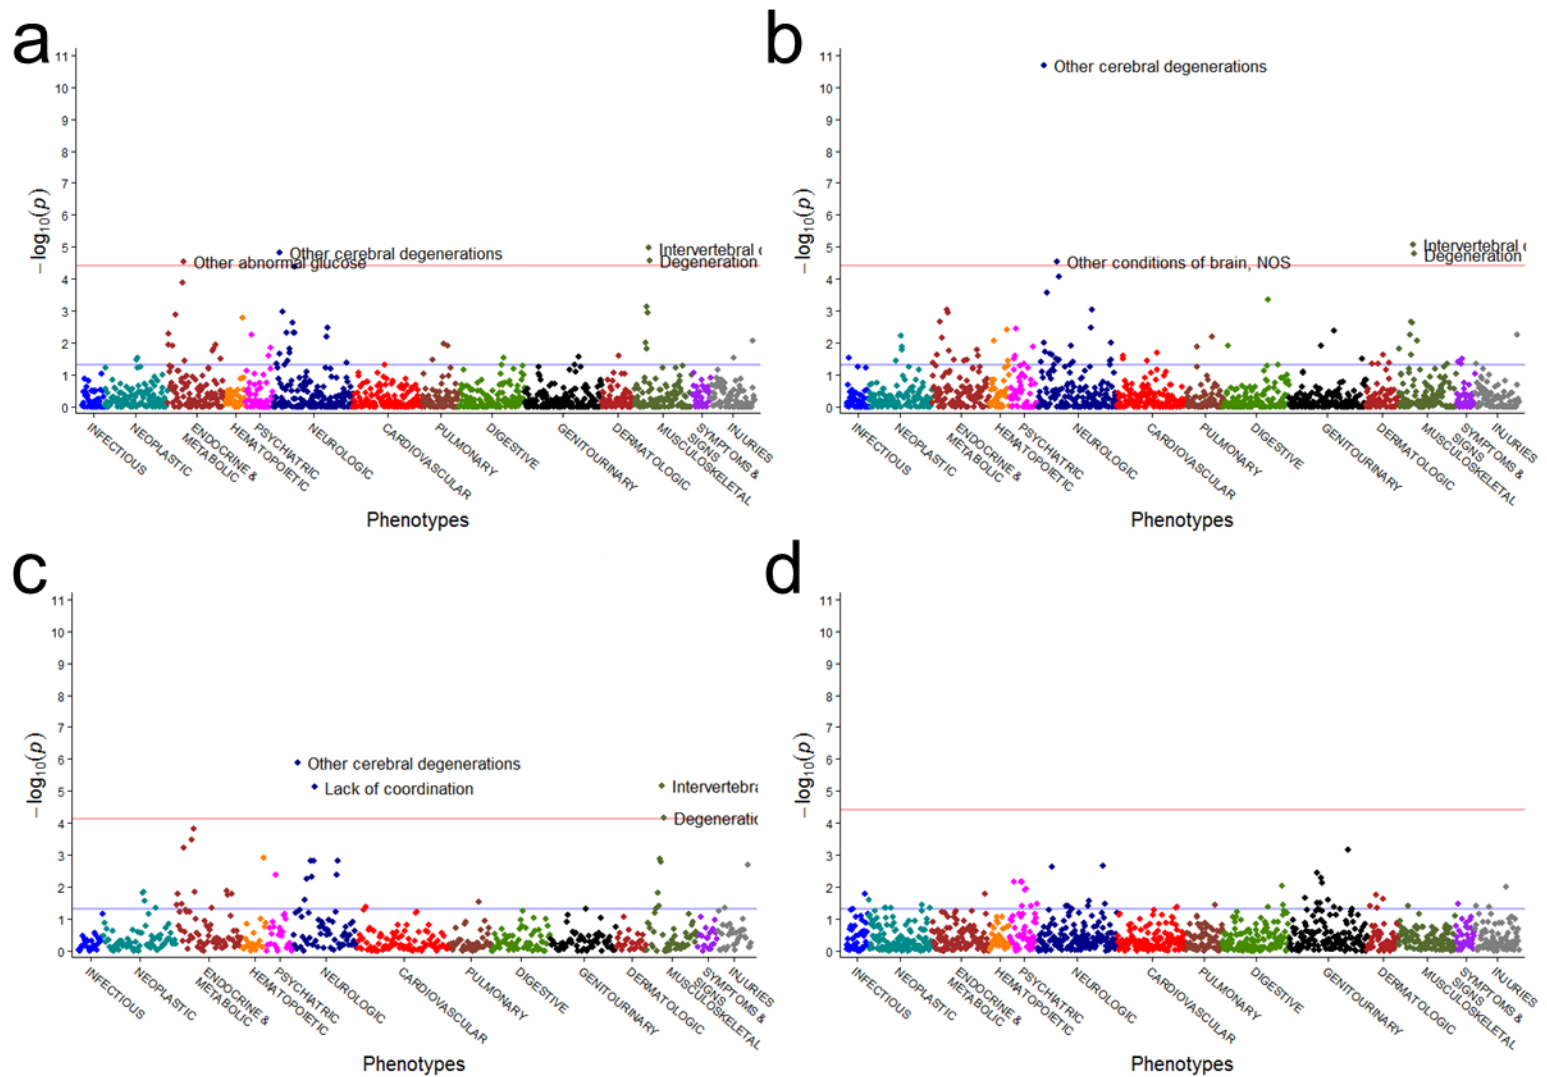 a
11
10
9
8
7
6
5
4
3
2
1
0
−log10(p)
Other cerebral degenerations
Other abnormal glucose
Intervertebral
Degeneration
INFECTIOUS
NEOPLASTIC
ENDOCRINE &
METABOLIC
HEMATOPOIETIC
PSYCHIATRIC
NEUROLOGIC
CARDIOVASCULAR
PULMONARY
DIGESTIVE
GENITOURINARY
DERMATOLOGIC
MUSCULOSKELETAL
SIGNS
SYMPTOMS &
INJURIES
Phenotypes
b
11
10
9
8
7
6
5
4
3
2
1
0
−log10(p)
Other cerebral degenerations
Other conditions of brain, NOS
Intervertebral
Degeneration
INFECTIOUS
NEOPLASTIC
ENDOCRINE &
METABOLIC
HEMATOPOIETIC
PSYCHIATRIC
NEUROLOGIC
CARDIOVASCULAR
PULMONARY
DIGESTIVE
GENITOURINARY
DERMATOLOGIC
MUSCULOSKELETAL
SIGNS
SYMPTOMS &
INJURIES
Phenotypes
c
11
10
9
8
7
6
5
4
3
2
1
0
−log10(p)
Other cerebral degenerations
Lack of coordination
Intervertebra
Degeneratio
INFECTIOUS
NEOPLASTIC
ENDOCRINE &
METABOLIC
HEMATOPOIETIC
PSYCHIATRIC
NEUROLOGIC
CARDIOVASCULAR
PULMONARY
DIGESTIVE
GENITOURINARY
DERMATOLOGIC
MUSCULOSKELETAL
SIGNS
SYMPTOMS &
INJURIES
Phenotypes
d
11
10
9
8
7
6
5
4
3
2
1
0
−log10(p)
INFECTIOUS
NEOPLASTIC
ENDOCRINE &
METABOLIC
HEMATOPOIETIC
PSYCHIATRIC
NEUROLOGIC
CARDIOVASCULAR
PULMONARY
DIGESTIVE
GENITOURINARY
DERMATOLOGIC
MUSCULOSKELETAL
SIGNS
SYMPTOMS &
INJURIES
Phenotypes